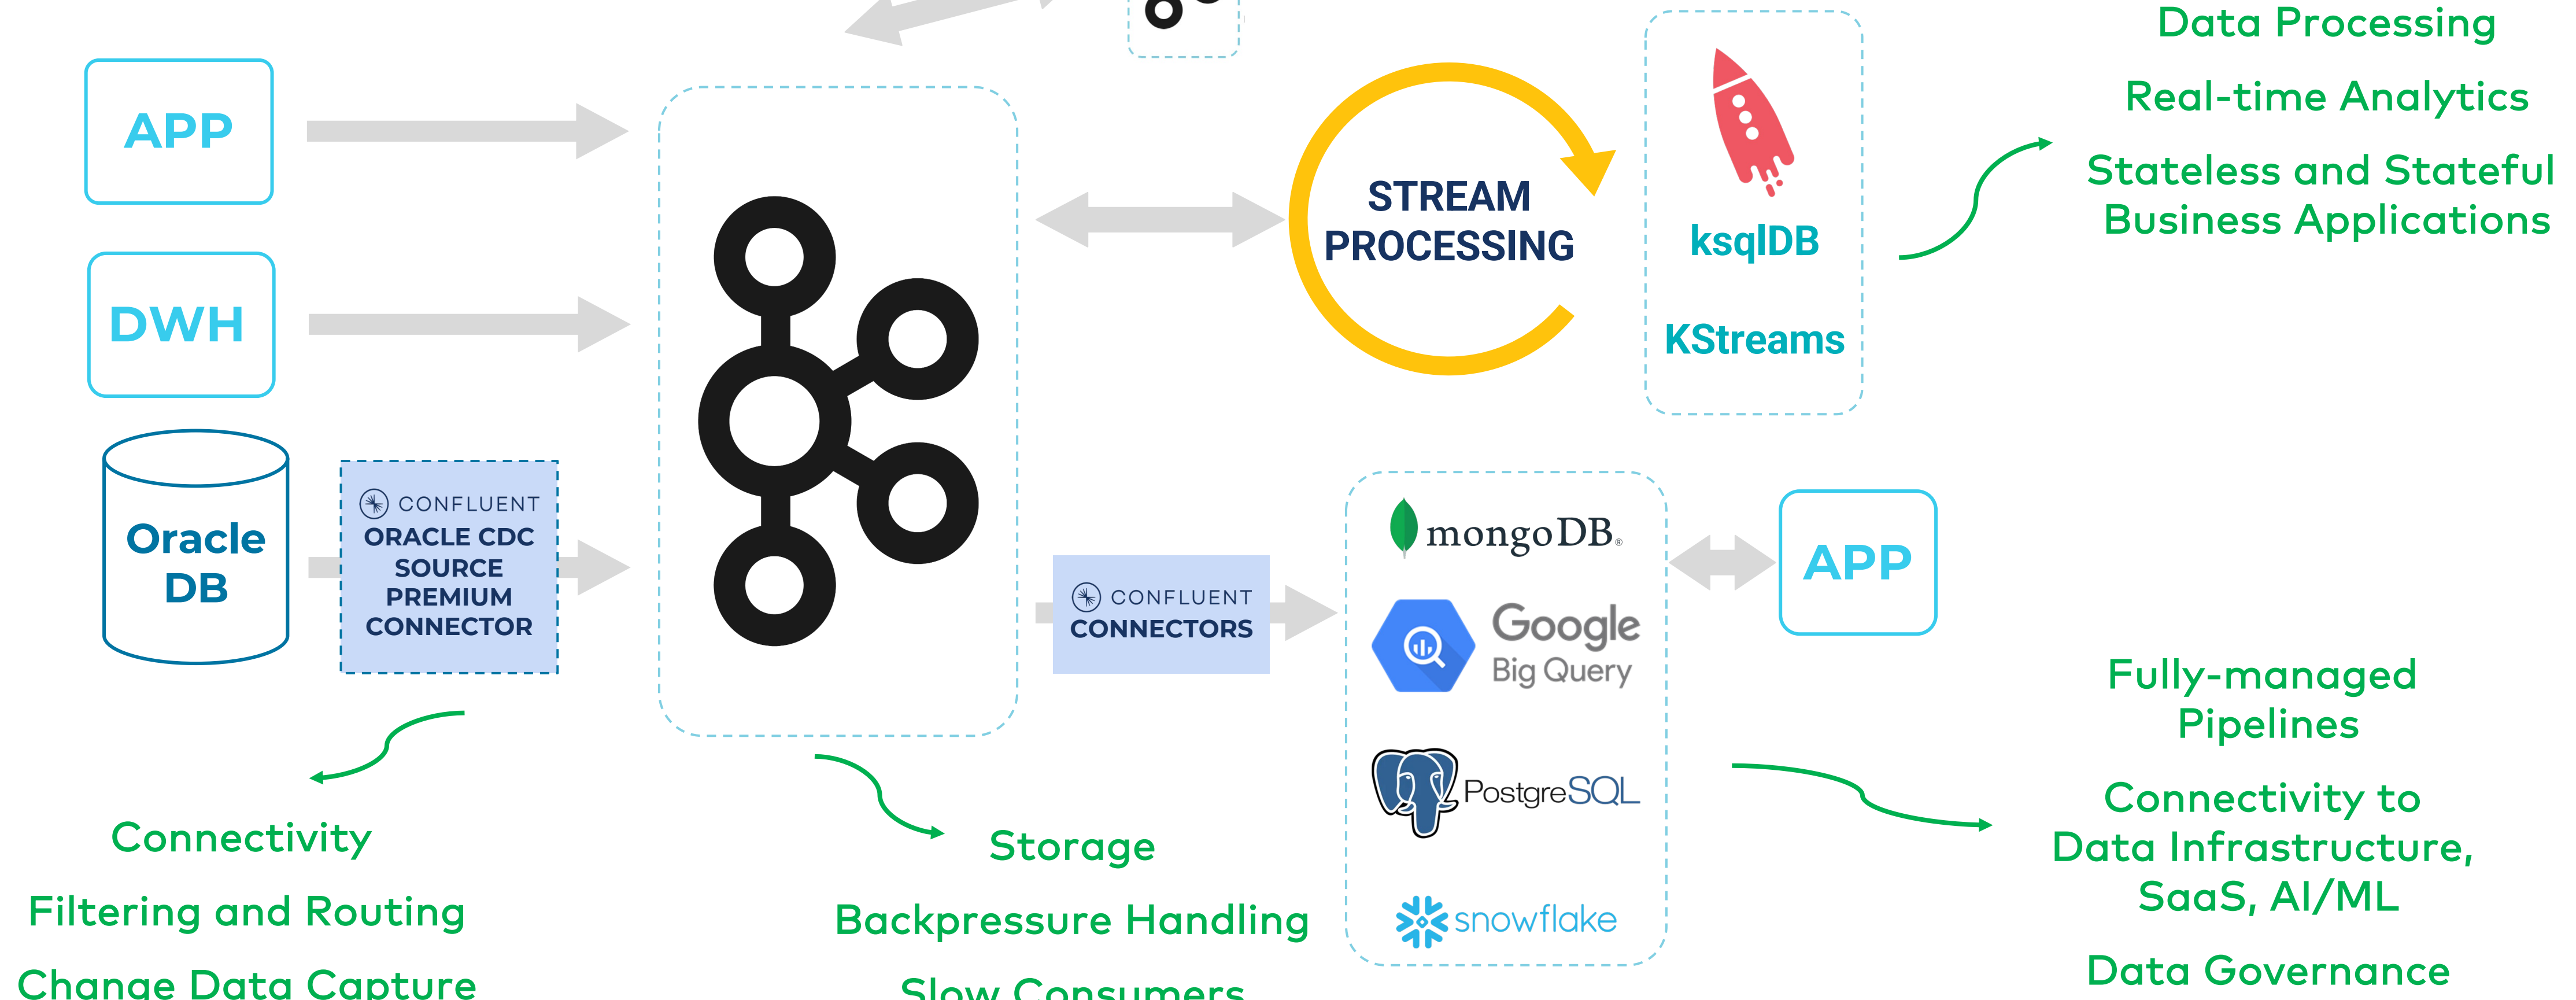 Data Processing
Real-time Analytics
Stateless and Stateful
Business Applications
APP
STREAM
PROCESSING
ksqlDB
KStreams
DWH
Oracle
DB
CONFLUENT
ORACLE CDC
SOURCE
PREMIUM
CONNECTOR
CONFLUENT
CONNECTORS
mongoDB®
Google
Big Query
PostgreSQL
snowflake
APP
Connectivity
Filtering and Routing
Change Data Capture
Storage
Backpressure Handling
Slow Consumers
Fully-managed
Pipelines
Connectivity to
Data Infrastructure,
SaaS, AI/ML
Data Governance